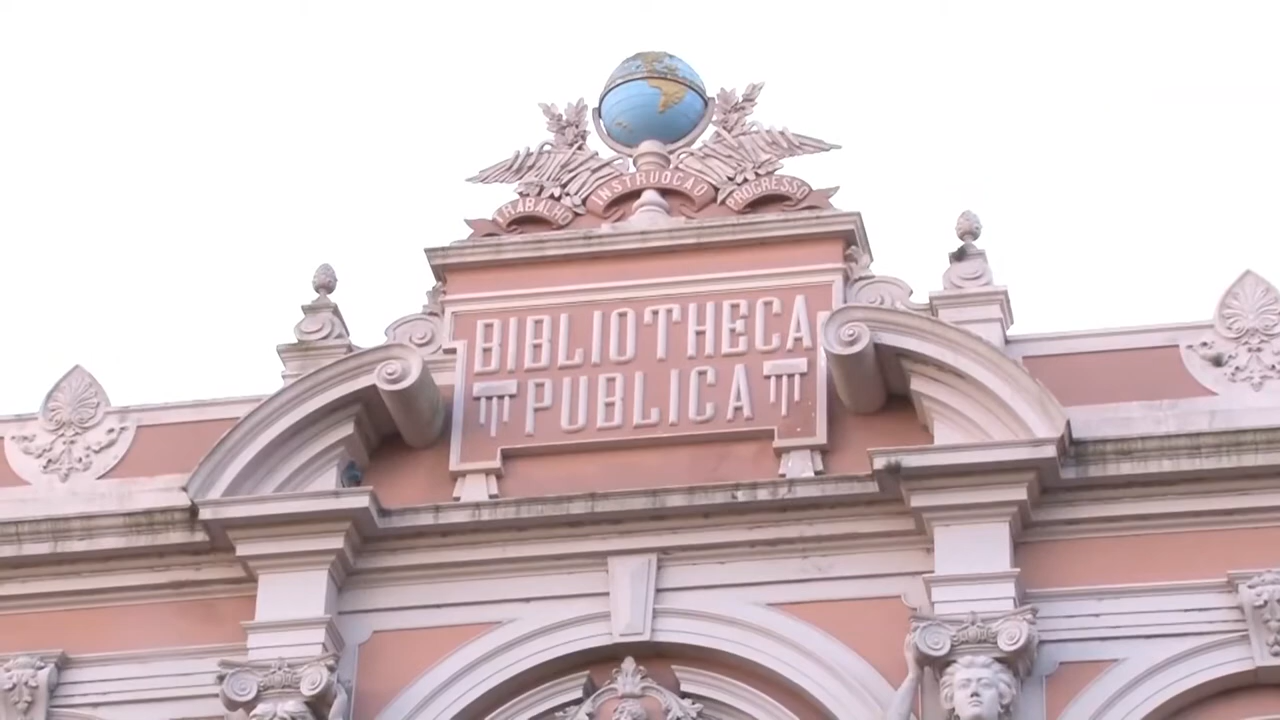 TRABALHO
INSTRUCÇÃO
PROGRESSO
BIBLIOTHECA
PUBLICA